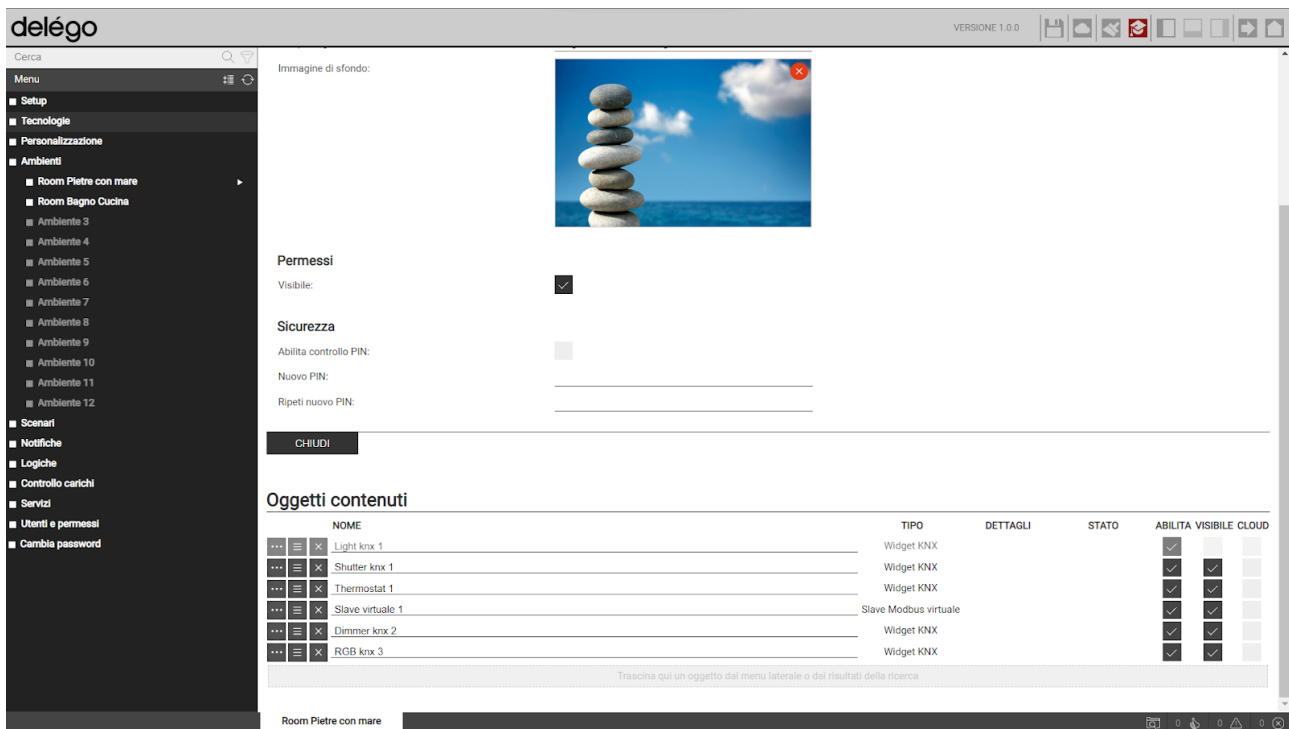 delégo
VERSIONE 1.0.0
Cerca
Menu
Setup
Tecnologie
Personalizzazione
Ambienti
Room Pietre con mare
Room Bagno Cucina
Ambiente 3
Ambiente 4
Ambiente 5
Ambiente 6
Ambiente 7
Ambiente 8
Ambiente 9
Ambiente 10
Ambiente 11
Ambiente 12
Scenari
Notifiche
Logiche
Controllo carichi
Servizi
Utenti e permessi
Cambia password
Immagine di sfondo:
Permessi
Visibile:
Sicurezza
Abilita controllo PIN:
Nuovo PIN:
Ripeti nuovo PIN:
CHIUDI
Oggetti contenuti
NOME TIPO DETTAGLI STATO ABILITA VISIBILE CLOUD
Light knx 1 Widget KNX
Shutter knx 1 Widget KNX
Thermostat 1 Widget KNX
Slave virtuale 1 Slave Modbus virtuale
Dimmer knx 2 Widget KNX
RGB knx 3 Widget KNX
Trascina qui un oggetto dal menu laterale o dai risultati della ricerca
Room Pietre con mare
0 0 0